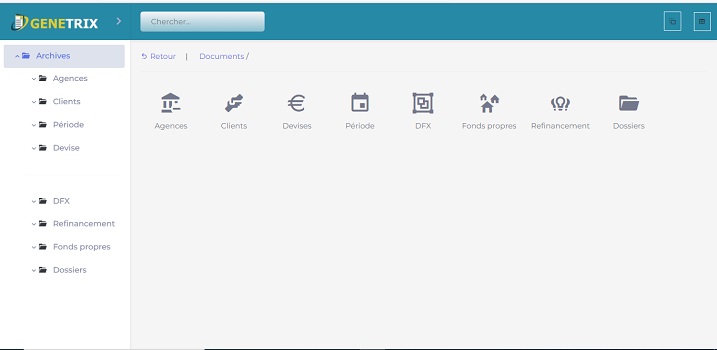 GENETRIX
Chercher...
Archives
Agences
Clients
Période
Devise
DFX
Refinancement
Fonds propres
Dossiers
Retour | Documents /
Agences Clients Devises Période DFX Fonds propres Refinancement Dossiers